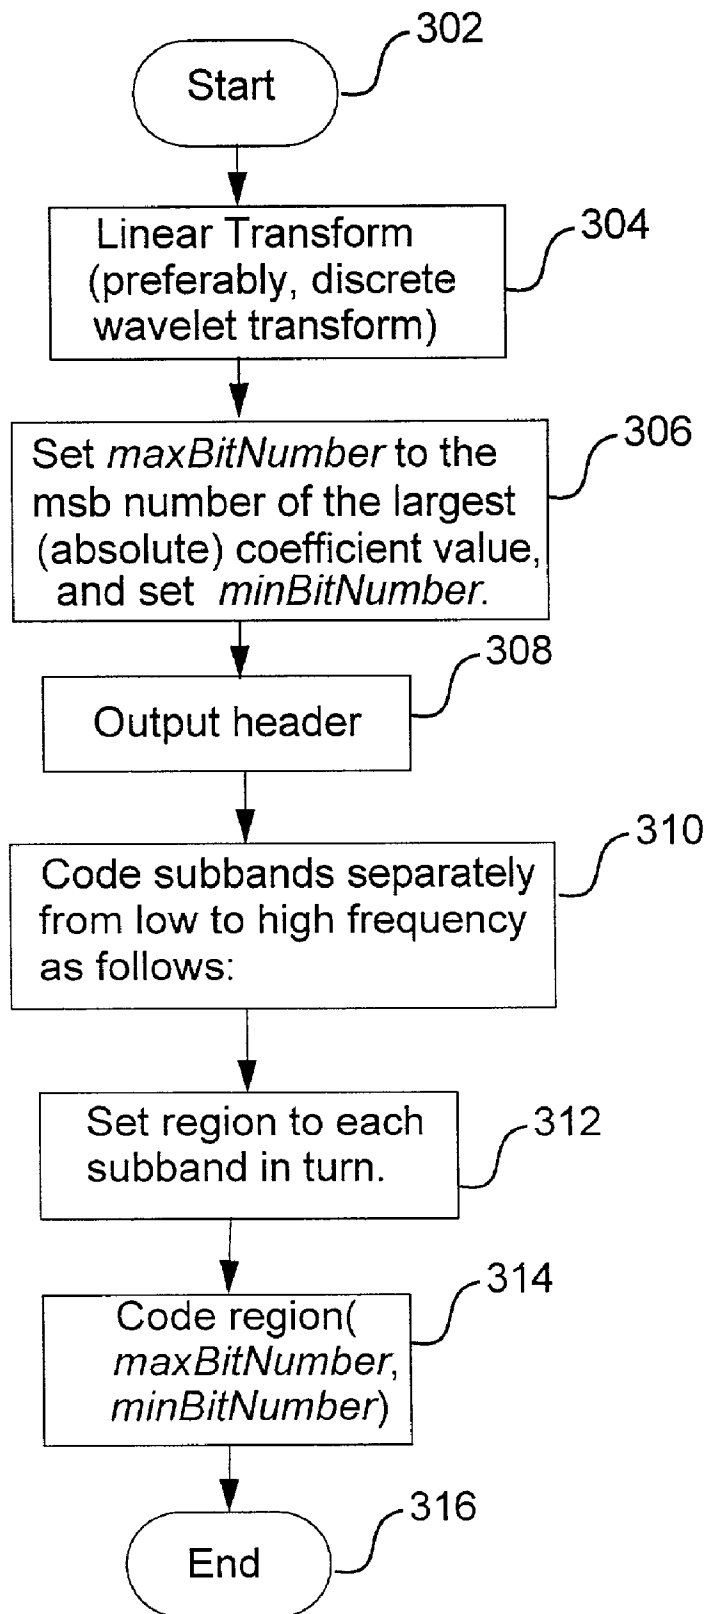 302
Start
304
Linear Transform
(preferably, discrete
wavelet transform)
306
Set maxBitNumber to the
msb number of the largest
(absolute) coefficient value,
and set minBitNumber.
308
Output header
310
Code subbands separately
from low to high frequency
as follows:
312
Set region to each
subband in turn.
314
Code region(
maxBitNumber,
minBitNumber)
316
End